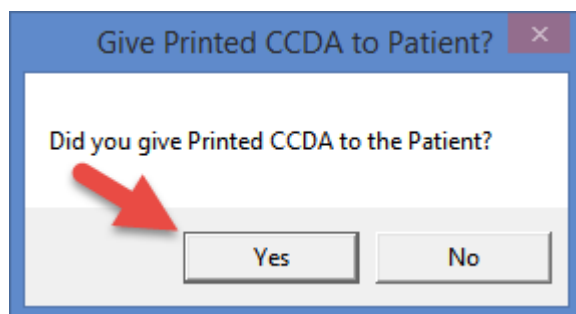 Give Printed CCDA to Patient?
Did you give Printed CCDA to the Patient?
Yes No